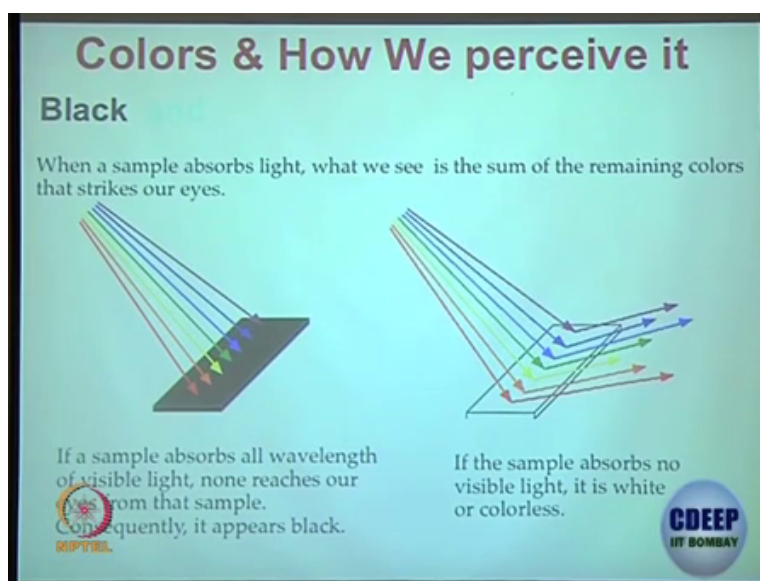 Colors & How We perceive it
Black and
When a sample absorbs light, what we see is the sum of the remaining colors
that strikes our eyes.
If a sample absorbs all wavelength
of visible light, none reaches our
eyes from that sample.
Consequently, it appears black.
If the sample absorbs no
visible light, it is white
or colorless.
NPTEL
CDEEP
IIT BOMBAY